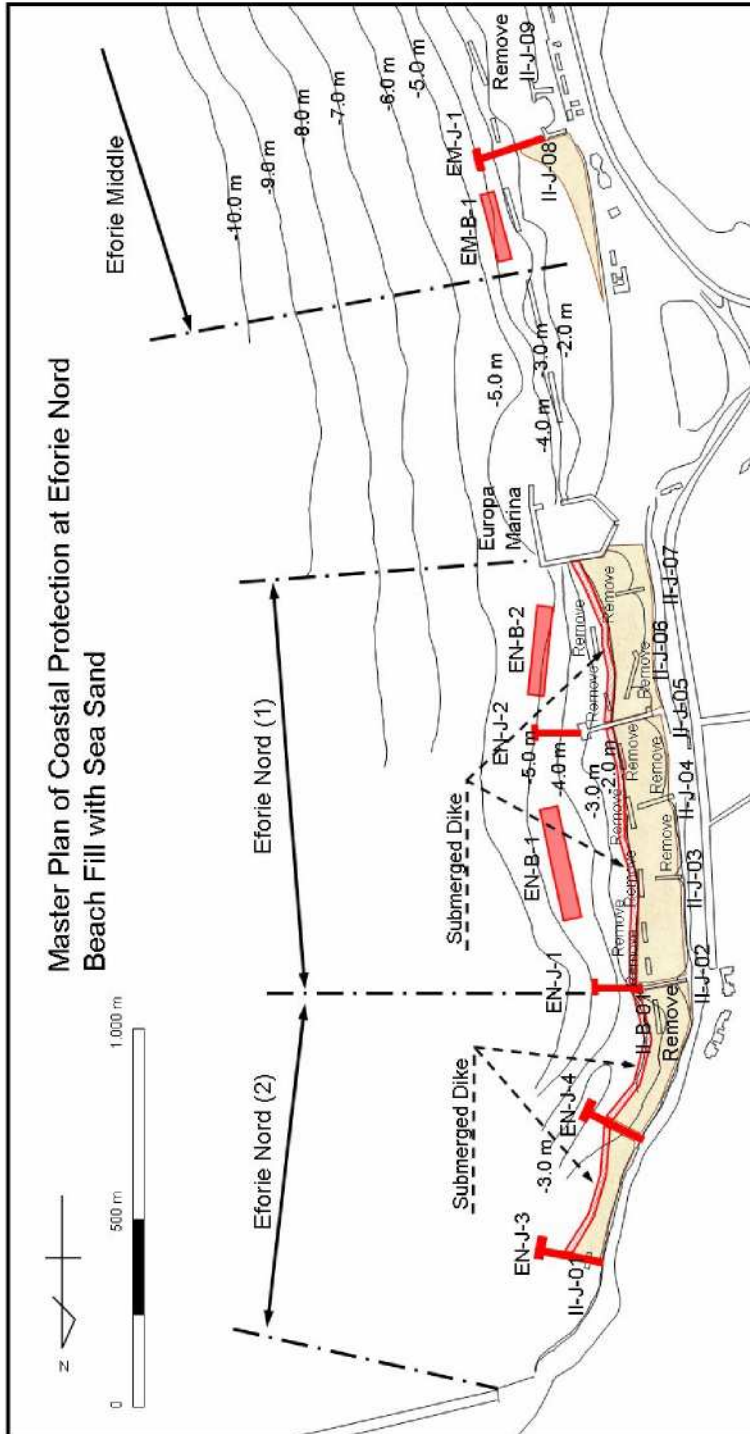 Master Plan of Coastal Protection at Eforie Nord
Beach Fill with Sea Sand
N
0
500 m
1.000 m
Eforie Nord (2)
Eforie Nord (1)
Eforie Middle
-10.0 m
-9.0 m
-8.0 m
-7.0 m
-6.0 m
-5.0 m
Submerged Dike
Submerged Dike
EN-J-3
EN-J-4
EN-J-1
EN-B-1
EN-J-2
EN-B-2
Europa
Marina
EM-B-1
EM-J-1
Remove
II-J-09
-3.0 m
-5.0 m
-4.0 m
-3.0 m
-2.0 m
-5.0 m
-4.0 m
-3.0 m
-2.0 m
II-J-01
II-B-01
Remove
Remove
Remove
Remove
Remove
Remove
Remove
Remove
Remove
Remove
Remove
Remove
II-J-02
II-J-03
II-J-04
II-J-05
II-J-06
II-J-07
II-J-08